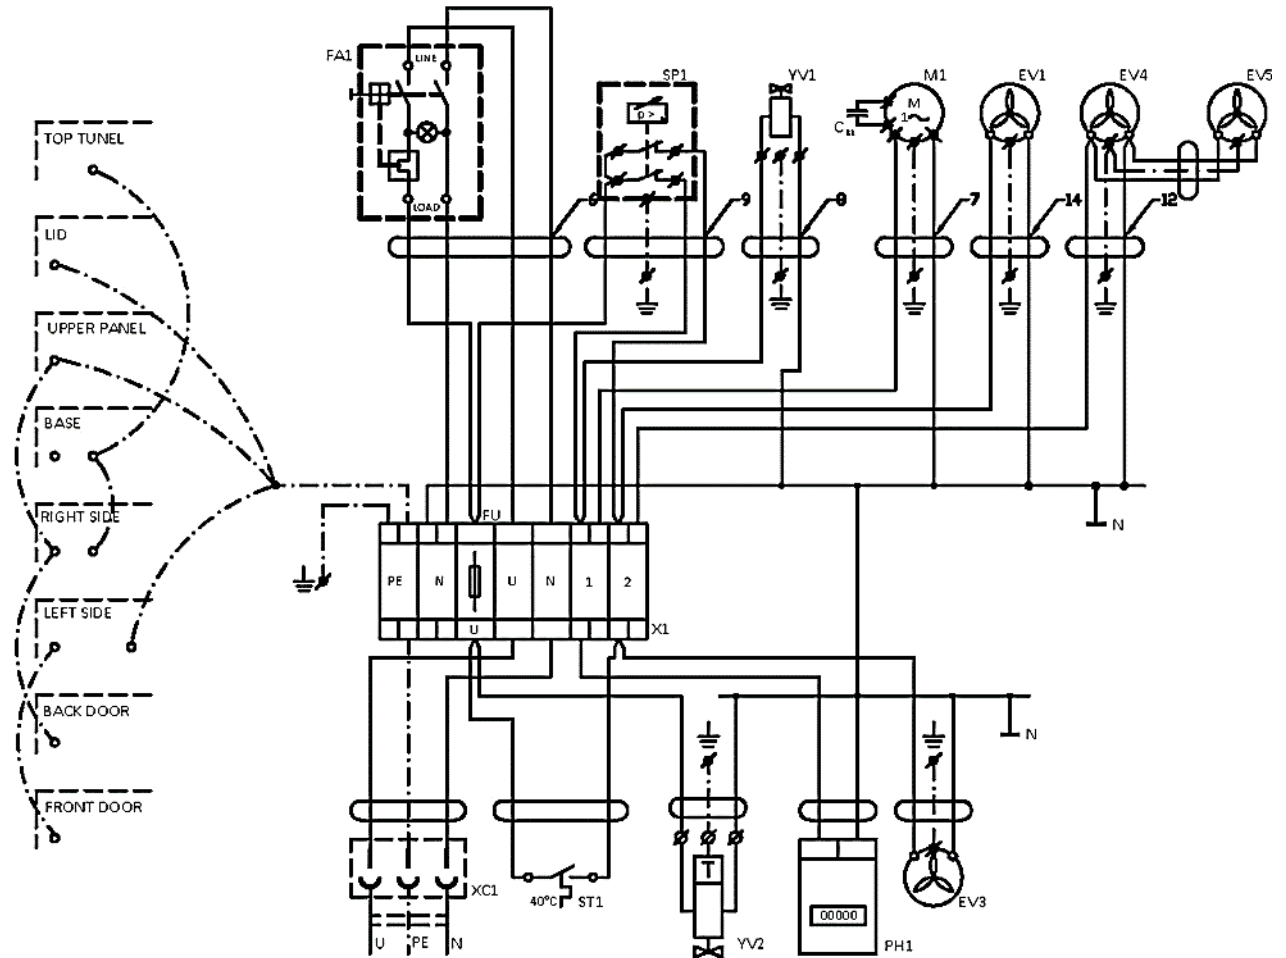 FA1
LINE
LOAD
SP1
p >
YV1
M1
M
1~
EV1
EV4
EV5
6
9
8
7
14
12
TOP TUNEL
LID
UPPER PANEL
BASE
RIGHT SIDE
LEFT SIDE
BACK DOOR
FRONT DOOR
FU
N
PE
N
U
N
1
2
U
X1
N
XC1
40°C
ST1
T
00000
EV3
U
PE
N
YV2
PH1